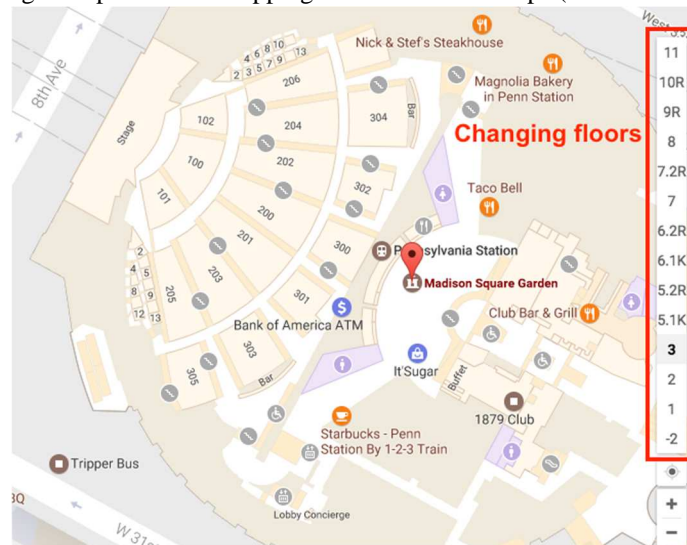 Nick & Stef's Steakhouse
Magnolia Bakery
in Penn Station
8th Ave
Stage
2
4
6
8
10
3
5
7
9
13
206
102
204
304
Bar
100
202
302
101
200
201
300
203
205
301
303
305
Bar
2
4
5
8
9
12
13
Changing floors
Taco Bell
Pennsylvania Station
Madison Square Garden
Bank of America ATM
Club Bar & Grill
It'Sugar
Buffet
1879 Club
Starbucks - Penn
Station By 1-2-3 Train
Tripper Bus
Lobby Concierge
11
10R
9R
8
7.2R
7
6.2R
6.1K
5.2R
5.1K
3
2
1
-2
+
−